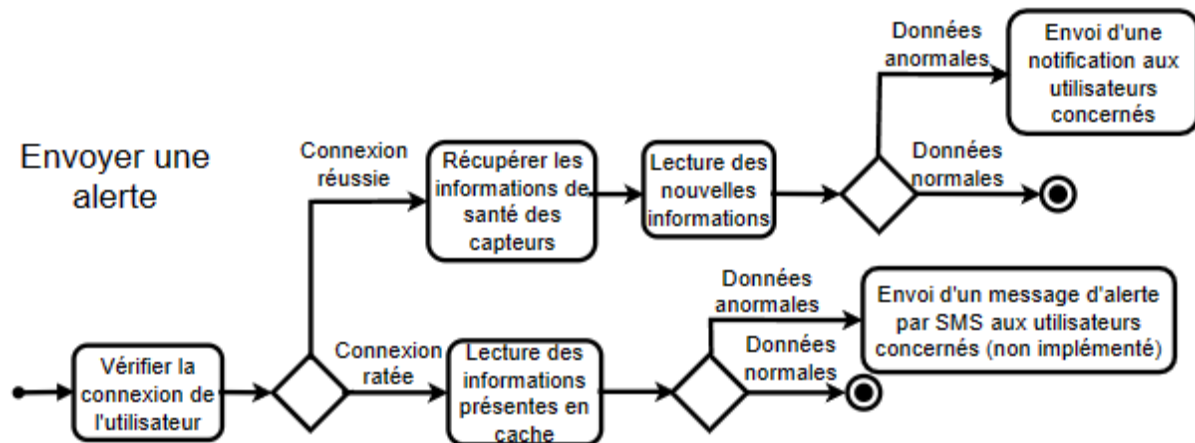 Envoyer une
alerte
Vérifier la
connexion de
l'utilisateur
Connexion
réussie
Récupérer les
informations de
santé des
capteurs
Lecture des
nouvelles
informations
Données
anormales
Envoi d'une
notification aux
utilisateurs
concernés
Données
normales
Connexion
ratée
Lecture des
informations
présentes en
cache
Données
anormales
Envoi d'un message d'alerte
par SMS aux utilisateurs
concernés (non implémenté)
Données
normales